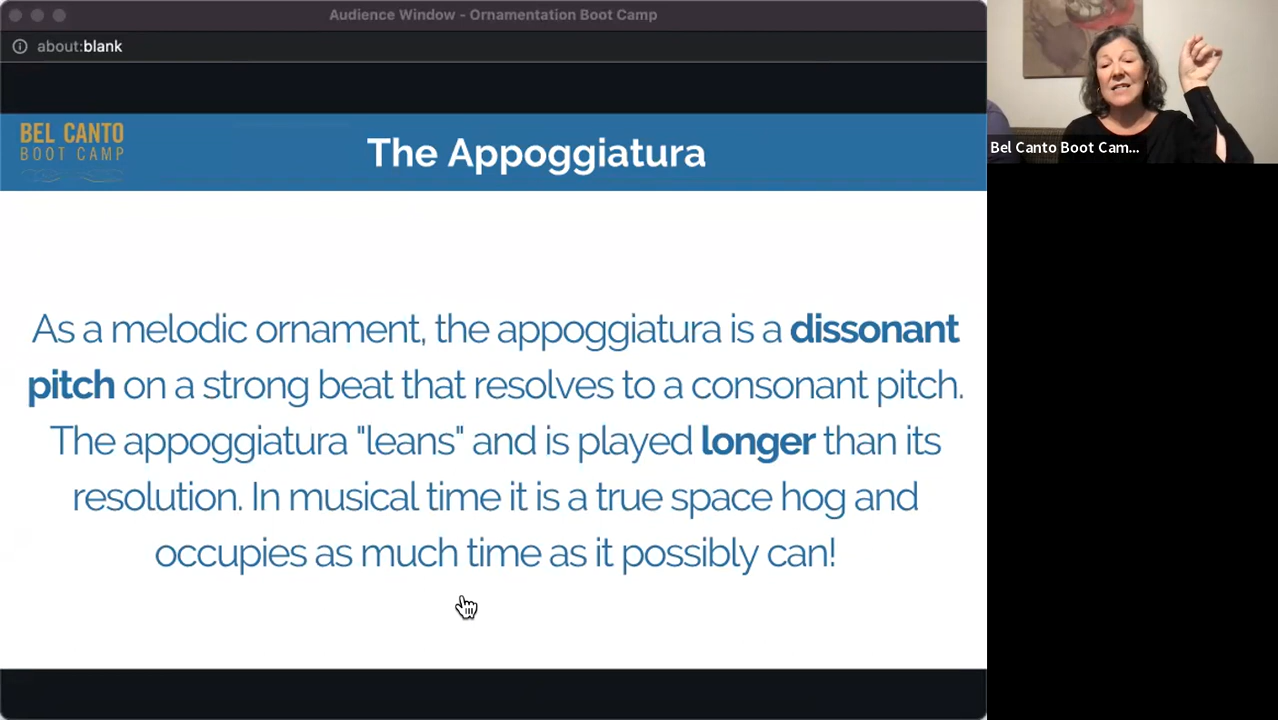 Audience Window - Ornamentation Boot Camp
about:blank
BEL CANTO
BOOT CAMP
The Appoggiatura
As a melodic ornament, the appoggiatura is a dissonant
pitch on a strong beat that resolves to a consonant pitch.
The appoggiatura "leans" and is played longer than its
resolution. In musical time it is a true space hog and
occupies as much time as it possibly can!
Bel Canto Boot Cam...